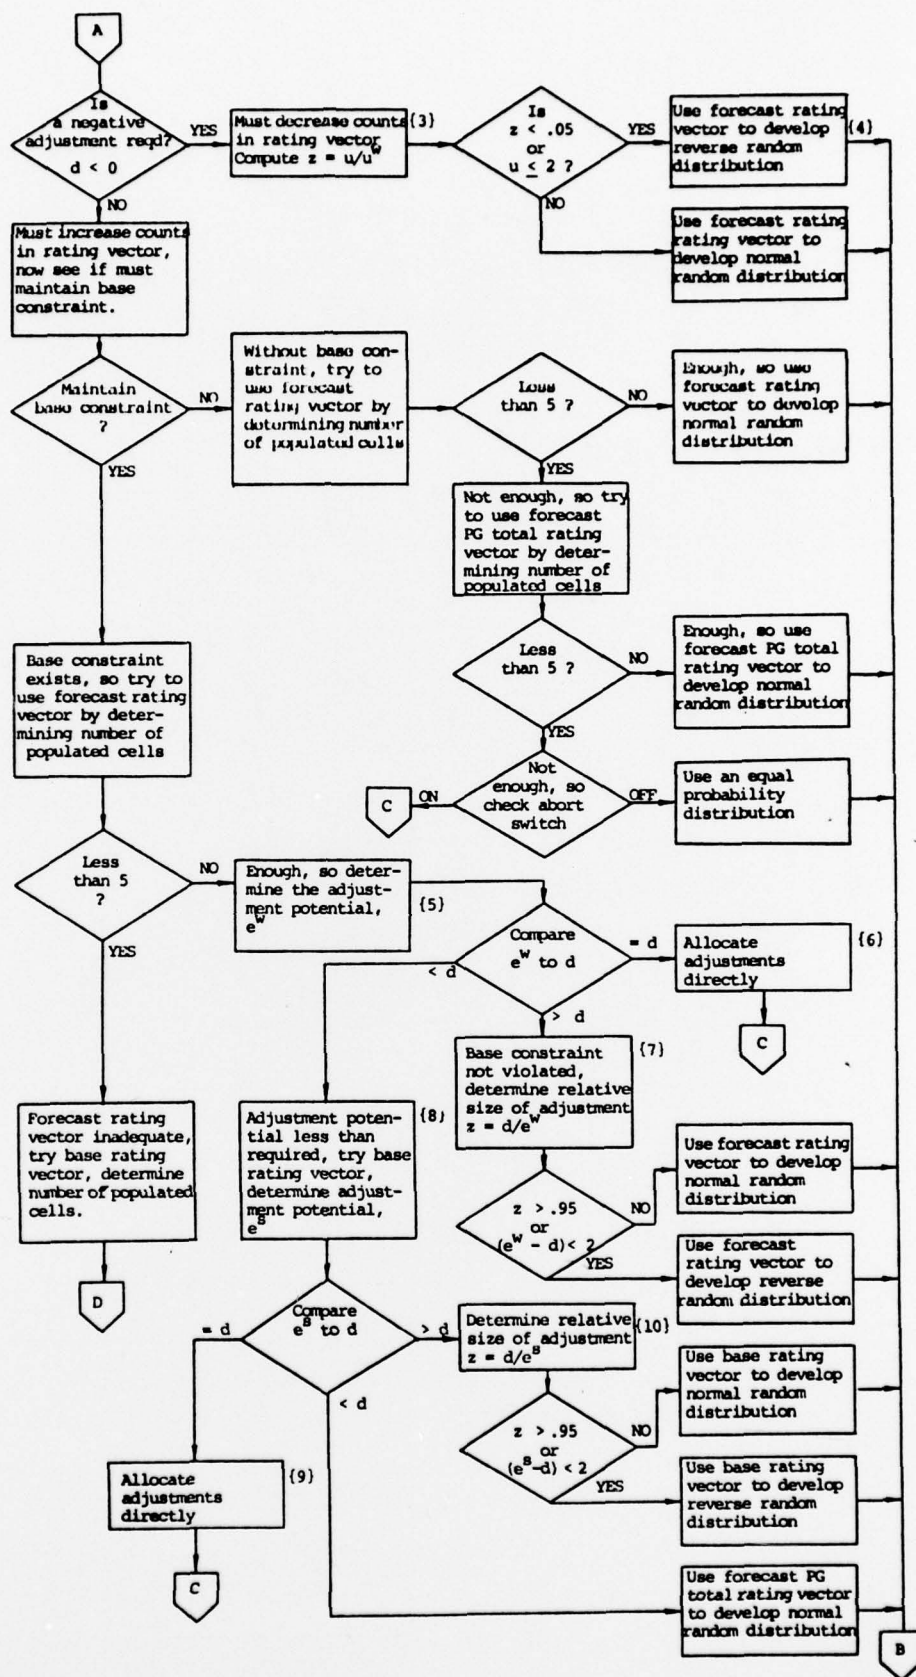 A
Is
a negative
adjustment reqd?
d < 0
YES
Must decrease counts
in rating vector
Compute z = u/u^w
{3}
Is
z < .05
or
u ≤ 2 ?
YES
Use forecast rating
vector to develop
reverse random
distribution
{4}
NO
Use forecast rating
rating vector to
develop normal
random distribution
NO
Must increase counts
in rating vector,
now see if must
maintain base
constraint.
Maintain
base constraint
?
NO
Without base con-
straint, try to
use forecast
rating vector by
determining number
of populated cells
Less
than 5 ?
NO
Enough, so use
forecast rating
vector to develop
normal random
distribution
YES
YES
Not enough, so try
to use forecast
PG total rating
vector by deter-
mining number of
populated cells
Less
than 5 ?
NO
Enough, so use
forecast PG total
rating vector to
develop normal
random distribution
YES
Base constraint
exists, so try to
use forecast rating
vector by deter-
mining number of
populated cells
Not
enough, so
check abort
switch
ON
C
OFF
Use an equal
probability
distribution
Less
than 5
?
NO
Enough, so deter-
mine the adjust-
ment potential,
e^w
{5}
YES
Compare
e^w to d
= d
Allocate
adjustments
directly
{6}
C
< d
> d
Base constraint
not violated,
determine relative
size of adjustment
z = d/e^w
{7}
Forecast rating
vector inadequate,
try base rating
vector, determine
number of populated
cells.
D
Adjustment poten-
tial less than
required, try base
rating vector,
determine adjust-
ment potential,
e^s
{8}
z > .95
or
(e^w - d) < 2
NO
Use forecast rating
vector to develop
normal random
distribution
YES
Use forecast
rating vector to
develop reverse
random distribution
Compare
e^s to d
= d
> d
Determine relative
size of adjustment
z = d/e^s
{10}
< d
z > .95
or
(e^s-d) < 2
NO
Use base rating
vector to develop
normal random
distribution
YES
Use base rating
vector to develop
reverse random
distribution
Allocate
adjustments
directly
{9}
C
Use forecast PG
total rating vector
to develop normal
random distribution
B